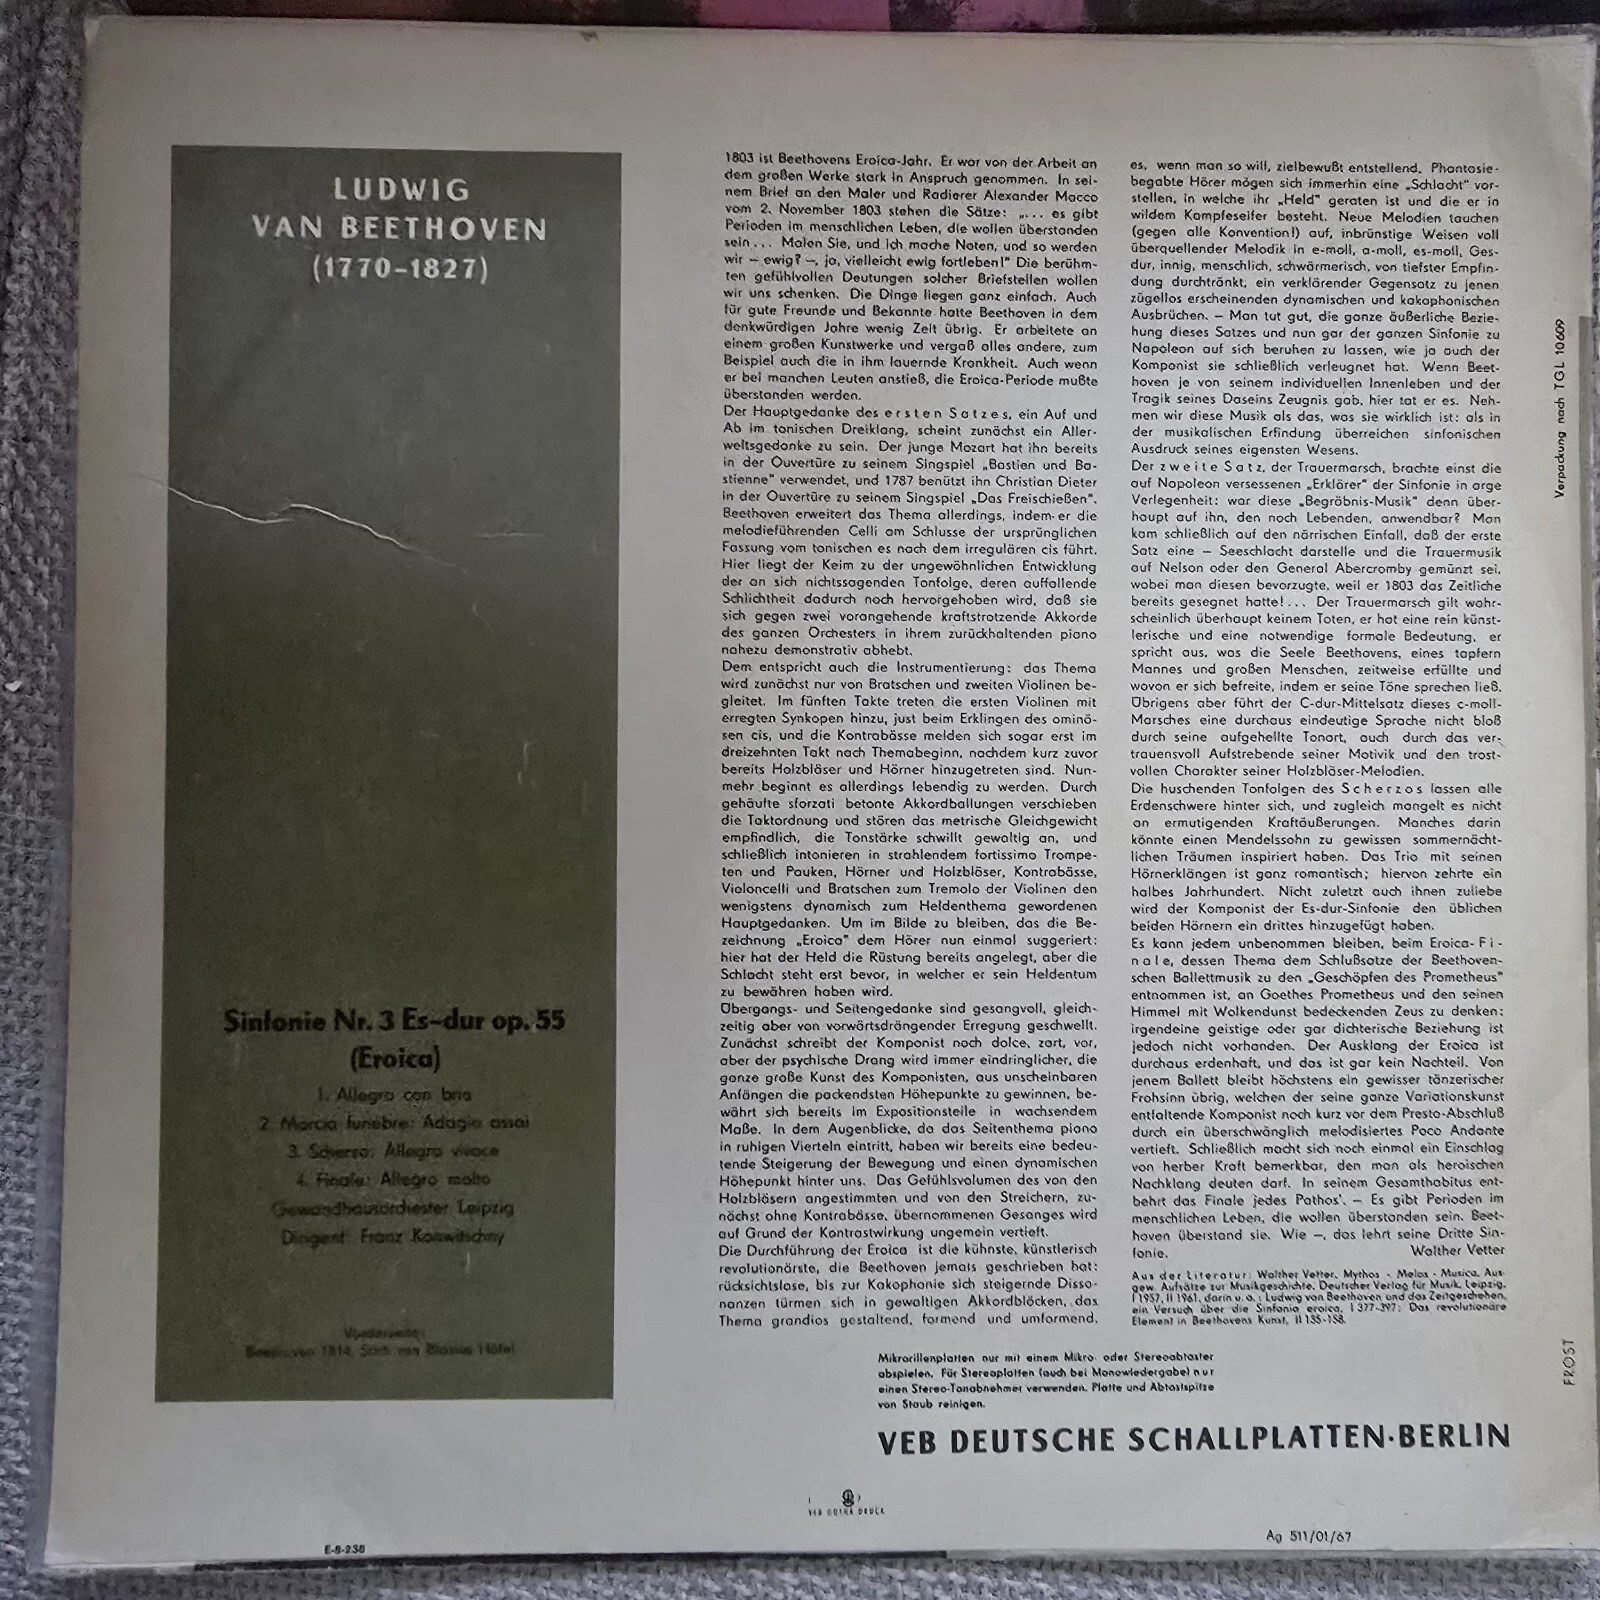 LUDWIG
VAN BEETHOVEN
(1770-1827)
Sinfonie Nr. 3 Es-dur op. 55
(Eroica)
1. Allegro con brio
2. Marcia funebre: Adagio assai
3. Scherzo: Allegro vivace
4. Finale: Allegro molto
Gewandhausorchester Leipzig
Dirigent: Franz Konwitschny
Vorderseite:
Beethoven 1814, Stich von Blasius Höfel
1803 ist Beethovens Eroica-Jahr. Er war von der Arbeit an
dem großen Werke stark in Anspruch genommen. In sei-
nem Brief an den Maler und Radierer Alexander Macco
vom 2. November 1803 stehen die Sätze: „... es gibt
Perioden im menschlichen Leben, die wollen überstanden
sein ... Malen Sie, und ich mache Noten, und so werden
wir – ewig? –, ja, vielleicht ewig fortleben!" Die berühm-
ten gefühlvollen Deutungen solcher Briefstellen wollen
wir uns schenken. Die Dinge liegen ganz einfach. Auch
für gute Freunde und Bekannte hatte Beethoven in dem
denkwürdigen Jahre wenig Zeit übrig. Er arbeitete an
einem großen Kunstwerke und vergaß alles andere, zum
Beispiel auch die in ihm lauernde Krankheit. Auch wenn
er bei manchen Leuten anstieß, die Eroica-Periode mußte
überstanden werden.
Der Hauptgedanke des ersten Satzes, ein Auf und
Ab im tonischen Dreiklang, scheint zunächst ein Aller-
weltsgedanke zu sein. Der junge Mozart hat ihn bereits
in der Ouvertüre zu seinem Singspiel „Bastien und Ba-
stienne" verwendet, und 1787 benützt ihn Christian Dieter
in der Ouvertüre zu seinem Singspiel „Das Freischießen".
Beethoven erweitert das Thema allerdings, indem er die
melodieführenden Celli am Schlusse der ursprünglichen
Fassung vom tonischen es nach dem irregulären cis führt.
Hier liegt der Keim zu der ungewöhnlichen Entwicklung
der an sich nichtssagenden Tonfolge, deren auffallende
Schlichtheit dadurch noch hervorgehoben wird, daß sie
sich gegen zwei vorangehende kraftstrotzende Akkorde
des ganzen Orchesters in ihrem zurückhaltenden piano
nahezu demonstrativ abhebt.
Dem entspricht auch die Instrumentierung: das Thema
wird zunächst nur von Bratschen und zweiten Violinen be-
gleitet. Im fünften Takte treten die ersten Violinen mit
erregten Synkopen hinzu, just beim Erklingen des ominö-
sen cis, und die Kontrabässe melden sich sogar erst im
dreizehnten Takt nach Themabeginn, nachdem kurz zuvor
bereits Holzbläser und Hörner hinzugetreten sind. Nun-
mehr beginnt es allerdings lebendig zu werden. Durch
gehäufte sforzati betonte Akkordballungen verschieben
die Taktordnung und stören das metrische Gleichgewicht
empfindlich, die Tonstärke schwillt gewaltig an, und
schließlich intonieren in strahlendem fortissimo Trompe-
ten und Pauken, Hörner und Holzbläser, Kontrabässe,
Violoncelli und Bratschen zum Tremolo der Violinen den
wenigstens dynamisch zum Heldenthema gewordenen
Hauptgedanken. Um im Bilde zu bleiben, das die Be-
zeichnung „Eroica" dem Hörer nun einmal suggeriert:
hier hat der Held die Rüstung bereits angelegt, aber die
Schlacht steht erst bevor, in welcher er sein Heldentum
zu bewähren haben wird.
Übergangs- und Seitengedanke sind gesangvoll, gleich-
zeitig aber von vorwärtsdrängender Erregung geschwellt.
Zunächst schreibt der Komponist noch dolce, zart, vor,
aber der psychische Drang wird immer eindringlicher, die
ganze große Kunst des Komponisten, aus unscheinbaren
Anfängen die packendsten Höhepunkte zu gewinnen, be-
währt sich bereits im Expositionsteile in wachsendem
Maße. In dem Augenblicke, da das Seitenthema piano
in ruhigen Vierteln eintritt, haben wir bereits eine bedeu-
tende Steigerung der Bewegung und einen dynamischen
Höhepunkt hinter uns. Das Gefühlsvolumen des von den
Holzbläsern angestimmten und von den Streichern, zu-
nächst ohne Kontrabässe, übernommenen Gesanges wird
auf Grund der Kontrastwirkung ungemein vertieft.
Die Durchführung der Eroica ist die kühnste, künstlerisch
revolutionärste, die Beethoven jemals geschrieben hat:
rücksichtslose, bis zur Kakophonie sich steigernde Disso-
nanzen türmen sich in gewaltigen Akkordblöcken, das
Thema grandios gestaltend, formend und umformend,
es, wenn man so will, zielbewußt entstellend. Phantasie-
begabte Hörer mögen sich immerhin eine „Schlacht" vor-
stellen, in welche ihr „Held" geraten ist und die er in
wildem Kampfeseifer besteht. Neue Melodien tauchen
(gegen alle Konvention!) auf, inbrünstige Weisen voll
überquellender Melodik in e-moll, a-moll, es-moll, Ges-
dur, innig, menschlich, schwärmerisch, von tiefster Empfin-
dung durchtränkt, ein verklärender Gegensatz zu jenen
zügellos erscheinenden dynamischen und kakophonischen
Ausbrüchen. – Man tut gut, die ganze äußerliche Bezie-
hung dieses Satzes und nun gar der ganzen Sinfonie zu
Napoleon auf sich beruhen zu lassen, wie ja auch der
Komponist sie schließlich verleugnet hat. Wenn Beet-
hoven je von seinem individuellen Innenleben und der
Tragik seines Daseins Zeugnis gab, hier tat er es. Neh-
men wir diese Musik als das, was sie wirklich ist: als in
der musikalischen Erfindung überreichen sinfonischen
Ausdruck seines eigensten Wesens.
Der zweite Satz, der Trauermarsch, brachte einst die
auf Napoleon versessenen „Erklärer" der Sinfonie in arge
Verlegenheit: war diese „Begräbnis-Musik" denn über-
haupt auf ihn, den noch Lebenden, anwendbar? Man
kam schließlich auf den närrischen Einfall, daß der erste
Satz eine – Seeschlacht darstelle und die Trauermusik
auf Nelson oder den General Abercromby gemünzt sei,
wobei man diesen bevorzugte, weil er 1803 das Zeitliche
bereits gesegnet hatte! ... Der Trauermarsch gilt wahr-
scheinlich überhaupt keinem Toten, er hat eine rein künst-
lerische und eine notwendige formale Bedeutung, er
spricht aus, was die Seele Beethovens, eines tapfern
Mannes und großen Menschen, zeitweise erfüllte und
wovon er sich befreite, indem er seine Töne sprechen ließ.
Übrigens aber führt der C-dur-Mittelsatz dieses c-moll-
Marsches eine durchaus eindeutige Sprache nicht bloß
durch seine aufgehellte Tonart, auch durch das ver-
trauensvoll Aufstrebende seiner Motivik und den trost-
vollen Charakter seiner Holzbläser-Melodien.
Die huschenden Tonfolgen des Scherzos lassen alle
Erdenschwere hinter sich, und zugleich mangelt es nicht
an ermutigenden Kraftäußerungen. Manches darin
könnte einen Mendelssohn zu gewissen sommernächt-
lichen Träumen inspiriert haben. Das Trio mit seinen
Hörnerklängen ist ganz romantisch; hiervon zehrte ein
halbes Jahrhundert. Nicht zuletzt auch ihnen zuliebe
wird der Komponist der Es-dur-Sinfonie den üblichen
beiden Hörnern ein drittes hinzugefügt haben.
Es kann jedem unbenommen bleiben, beim Eroica-Fi-
nale, dessen Thema dem Schlußsatze der Beethoven-
schen Ballettmusik zu den „Geschöpfen des Prometheus"
entnommen ist, an Goethes Prometheus und den seinen
Himmel mit Wolkendunst bedeckenden Zeus zu denken:
irgendeine geistige oder gar dichterische Beziehung ist
jedoch nicht vorhanden. Der Ausklang der Eroica ist
durchaus erdenhaft, und das ist gar kein Nachteil. Von
jenem Ballett bleibt höchstens ein gewisser tänzerischer
Frohsinn übrig, welchen der seine ganze Variationskunst
entfaltende Komponist noch kurz vor dem Presto-Abschluß
durch ein überschwänglich melodisiertes Poco Andante
vertieft. Schließlich macht sich noch einmal ein Einschlag
von herber Kraft bemerkbar, den man als heroischen
Nachklang deuten darf. In seinem Gesamthabitus ent-
behrt das Finale jedes Pathos'. – Es gibt Perioden im
menschlichen Leben, die wollen überstanden sein. Beet-
hoven überstand sie. Wie –, das lehrt seine Dritte Sin-
fonie. Walther Vetter
Aus der Literatur: Walther Vetter, Mythos - Melos - Musica, Aus-
gew. Aufsätze zur Musikgeschichte, Deutscher Verlag für Musik, Leipzig,
I 1957, II 1961, darin u. a.: Ludwig van Beethoven und das Zeitgeschehen,
ein Versuch über die Sinfonia eroica, I 377-397; Das revolutionäre
Element in Beethovens Kunst, II 135-158.
Mikrorillenplatten nur mit einem Mikro- oder Stereoabtaster
abspielen. Für Stereoplatten (auch bei Monowiedergabe) nur
einen Stereo-Tonabnehmer verwenden. Platte und Abtastspitze
von Staub reinigen.
VEB DEUTSCHE SCHALLPLATTEN·BERLIN
VEB GOTHA DRUCK
E-8-238
Ag 511/01/67
Verpackung nach TGL 10609
FROST